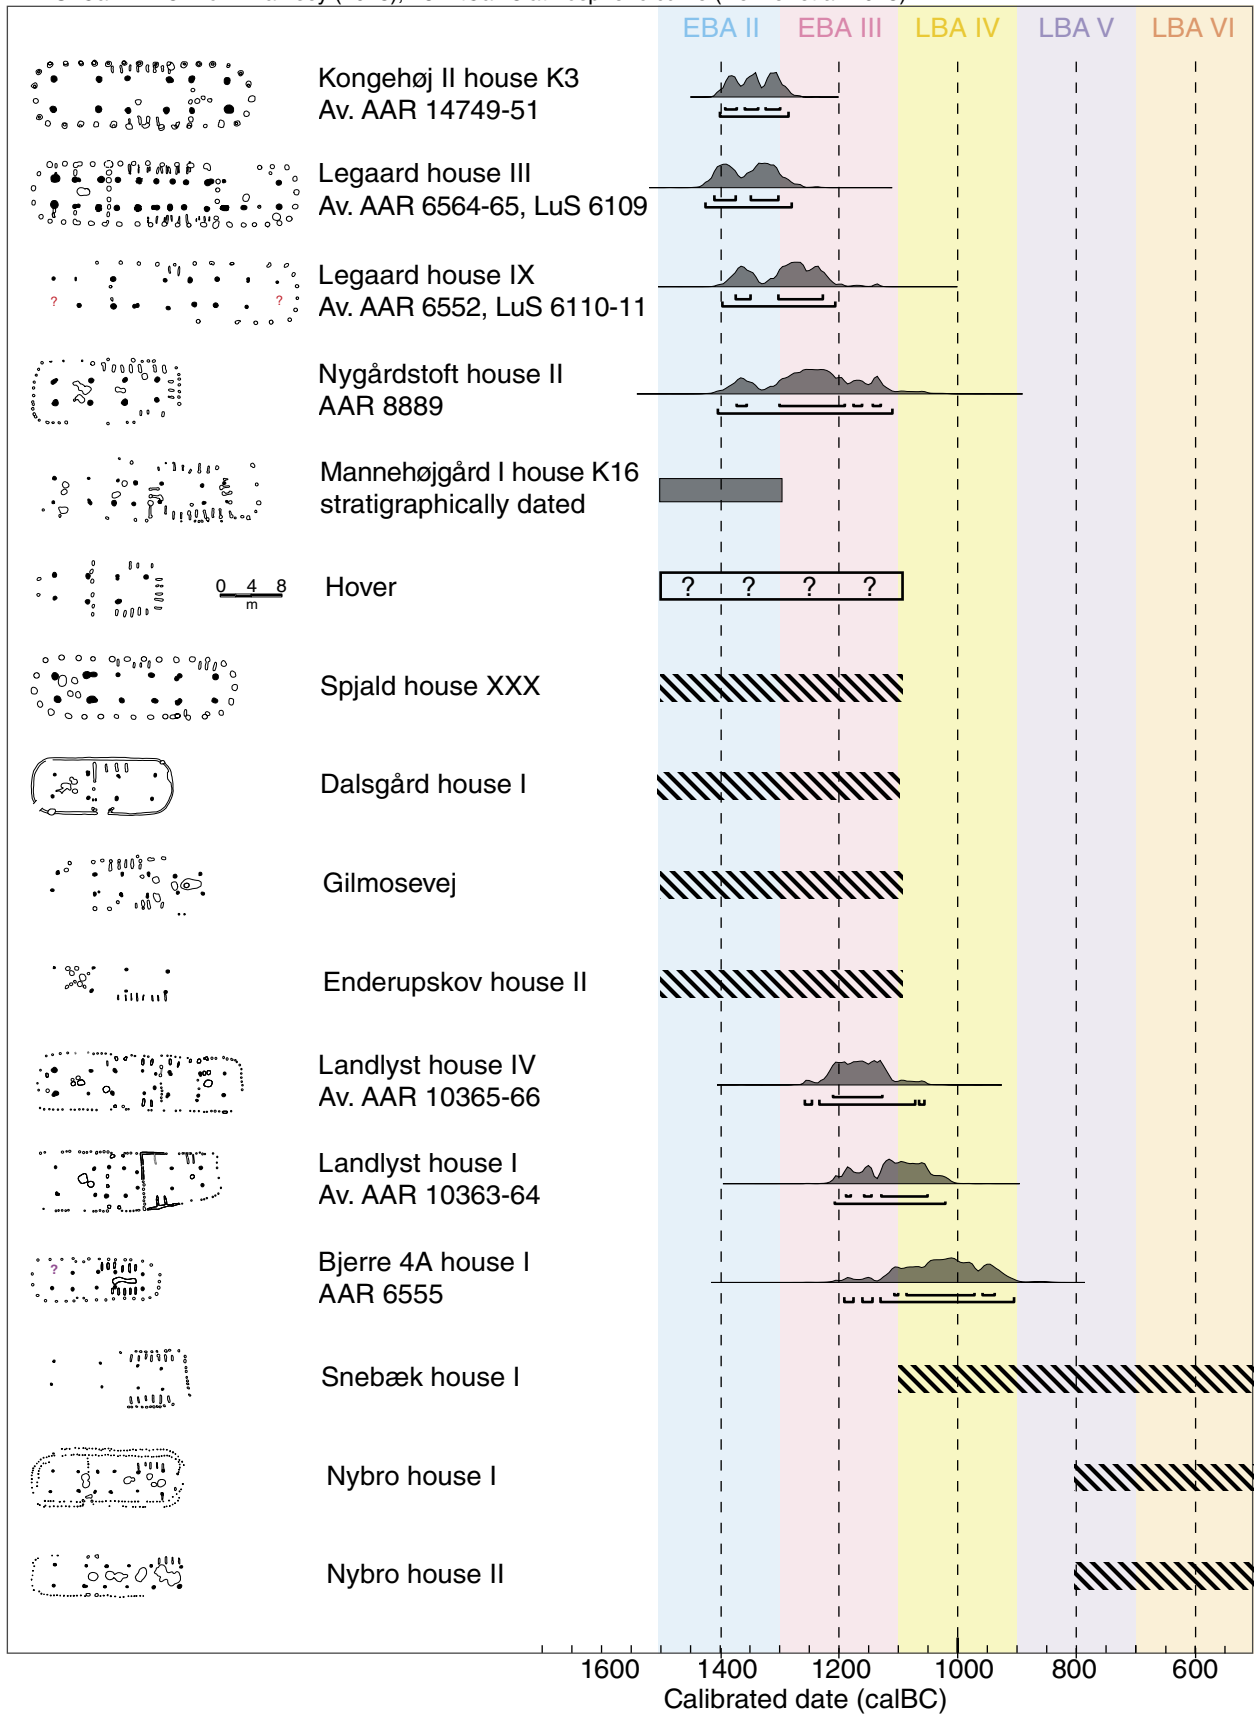 EBA II EBA III LBA IV LBA V LBA VI
Kongehøj II house K3
Av. AAR 14749-51
Legaard house III
Av. AAR 6564-65, LuS 6109
Legaard house IX
Av. AAR 6552, LuS 6110-11
? ?
Nygårdstoft house II
AAR 8889
Mannehøjgård I house K16
stratigraphically dated
0 4 8
m
Hover
? ? ? ?
Spjald house XXX
Dalsgård house I
Gilmosevej
Enderupskov house II
Landlyst house IV
Av. AAR 10365-66
Landlyst house I
Av. AAR 10363-64
Bjerre 4A house I
?
AAR 6555
Snebæk house I
Nybro house I
Nybro house II
1600 1400 1200 1000 800 600
Calibrated date (calBC)